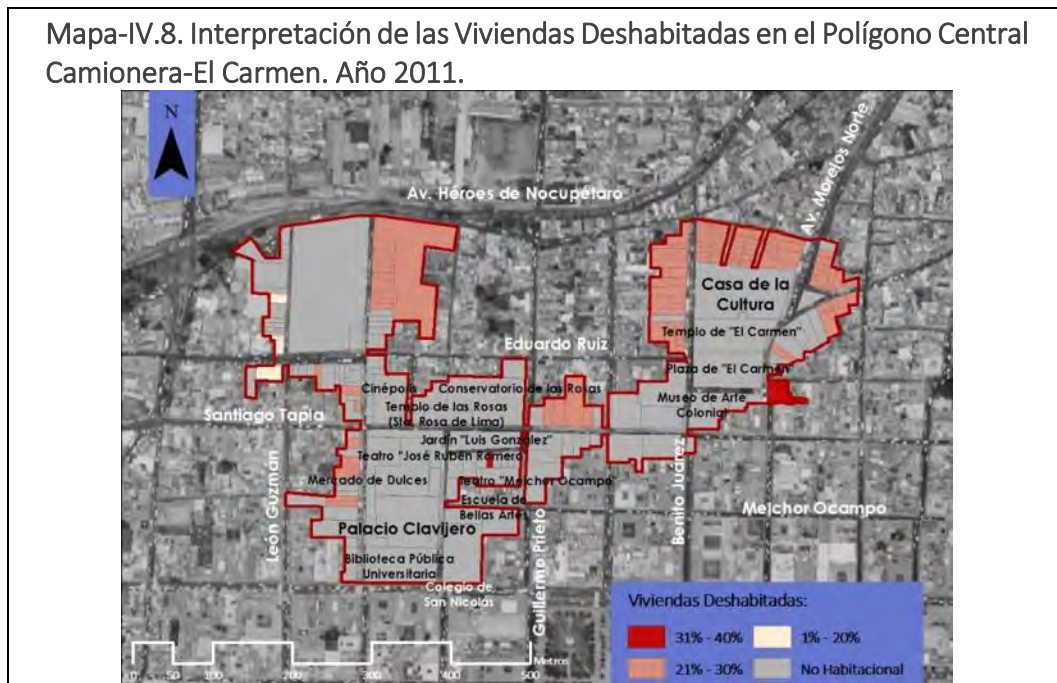 Mapa-IV.8. Interpretación de las Viviendas Deshabitadas en el Polígono Central
Camionera-El Carmen. Año 2011.
N
Av. Héroes de Nocupétaro
Av. Morelos Norte
Casa de la
Cultura
Templo de "El Carmen"
Eduardo Ruiz
Plaza de "El Carmen"
Cinépolis
Conservatorio de las Rosas
Museo de Arte
Colonial
Templo de las Rosas
(Sta. Rosa de Lima)
Santiago Tapia
Jardín "Luis González"
Teatro "José Rubén Romero"
Mercado de Dulces
Teatro "Melchor Ocampo"
León Guzmán
Benito Juárez
Escuela de
Bellas Artes
Melchor Ocampo
Palacio Clavijero
Guillermo Prieto
Biblioteca Pública
Universitaria
Colegio de
San Nicolás
Viviendas Deshabitadas:
31% - 40%
1% - 20%
21% - 30%
No Habitacional
Metros
0 50 100 200 300 400 500